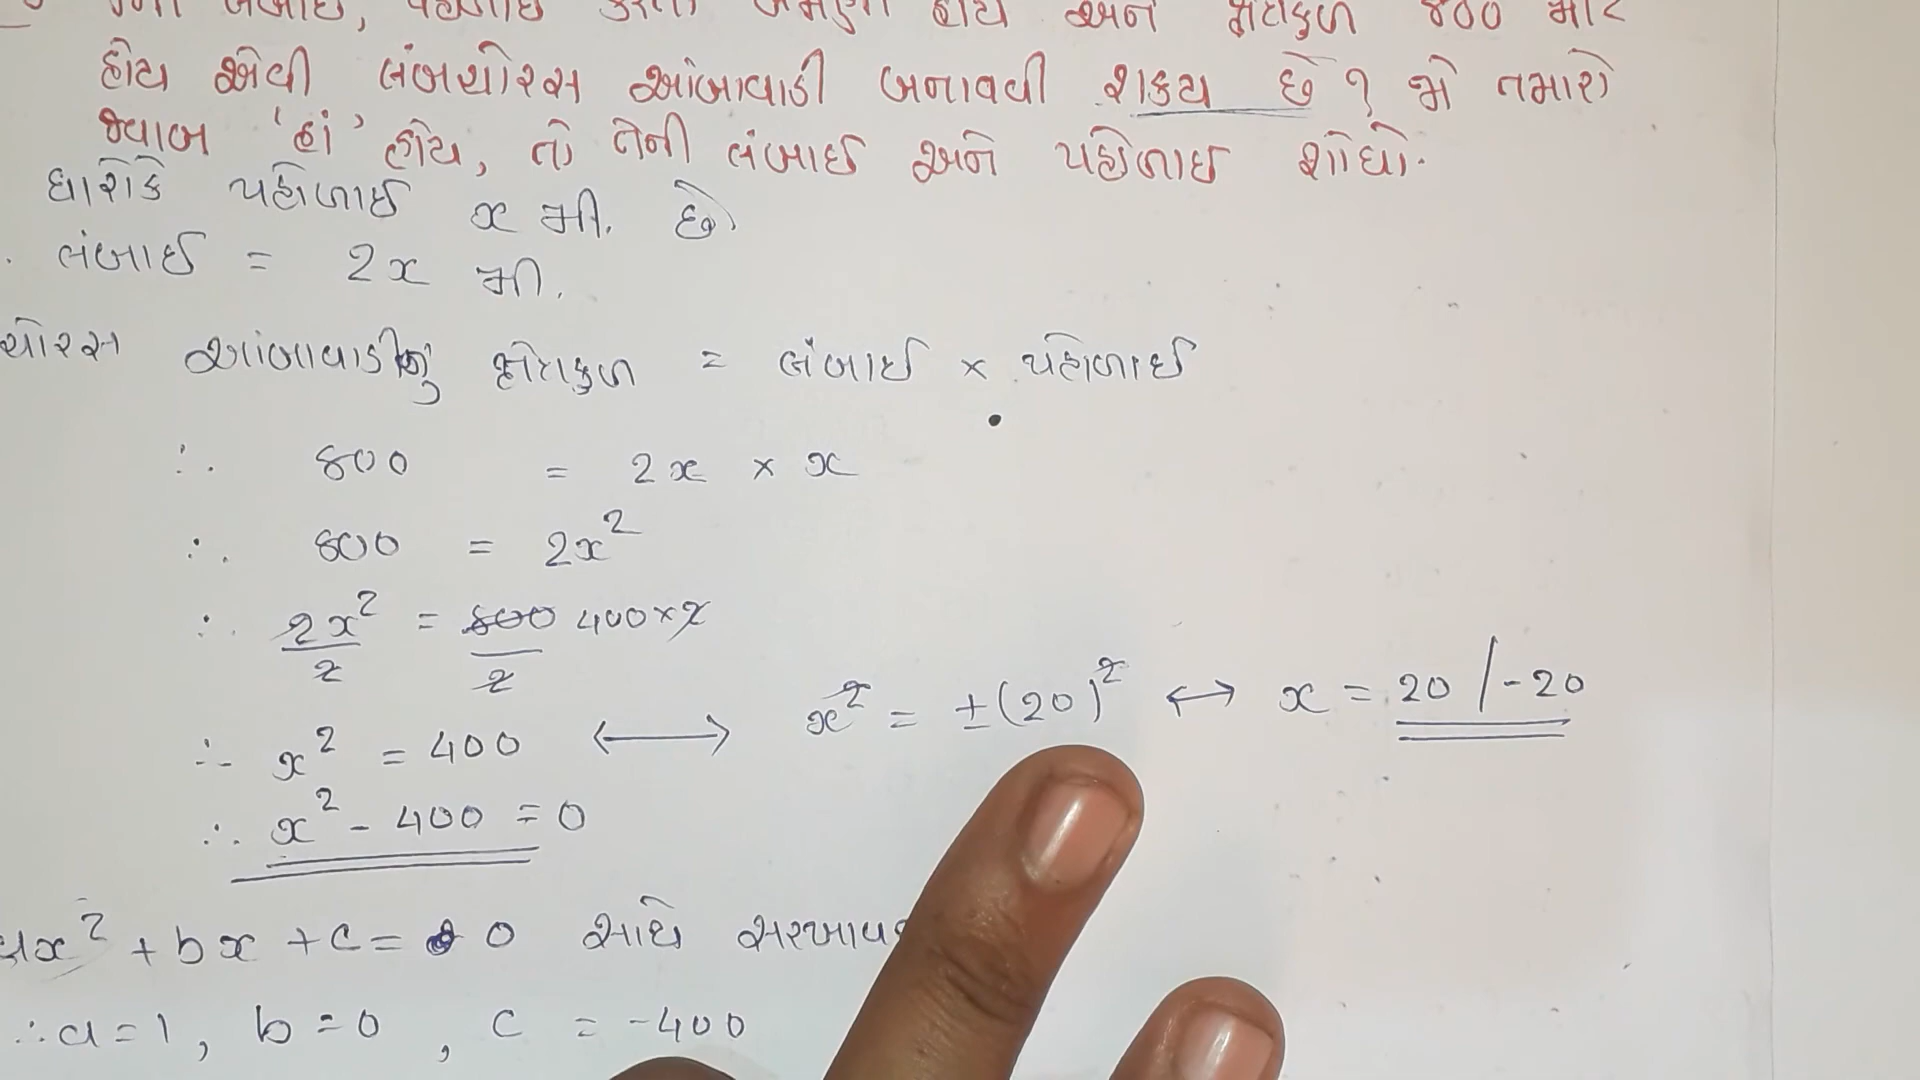 હોય એવી લંબચોરસ આંબાવાડી બનાવવી શક્ય છે ? જો તમારો
જવાબ ‘હાં’ હોય, તો તેની લંબાઈ અને પહોળાઈ શોધો.
ધારોકે પહોળાઈ x મી. છે
લંબાઈ = 2x મી.
ચોરસ આંબાવાડીનું ક્ષેત્રફળ = લંબાઈ × પહોળાઈ
∴ 800 = 2x × x
∴ 800 = 2x²
∴ 2x²/2 = 800/2 400×2
∴ x² = 400 ⟷ x² = ±(20)² ↔ x = 20 / -20
∴ x² - 400 = 0
ax² + bx + c = 0 સાથે
∴ a = 1, b = 0, c = -400